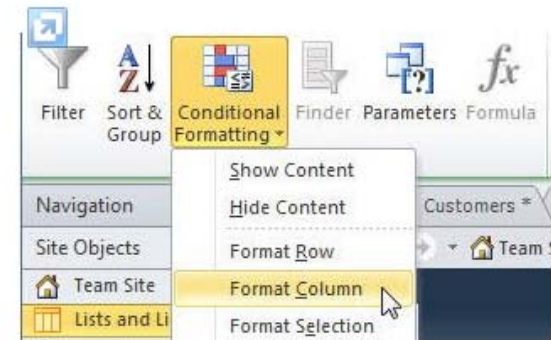 Filter Sort & Group Conditional Formatting Finder Parameters Formula
Show Content
Navigation Hide Content Customers *
Site Objects Format Row Team
Team Site Format Column
Lists and Li Format Selection